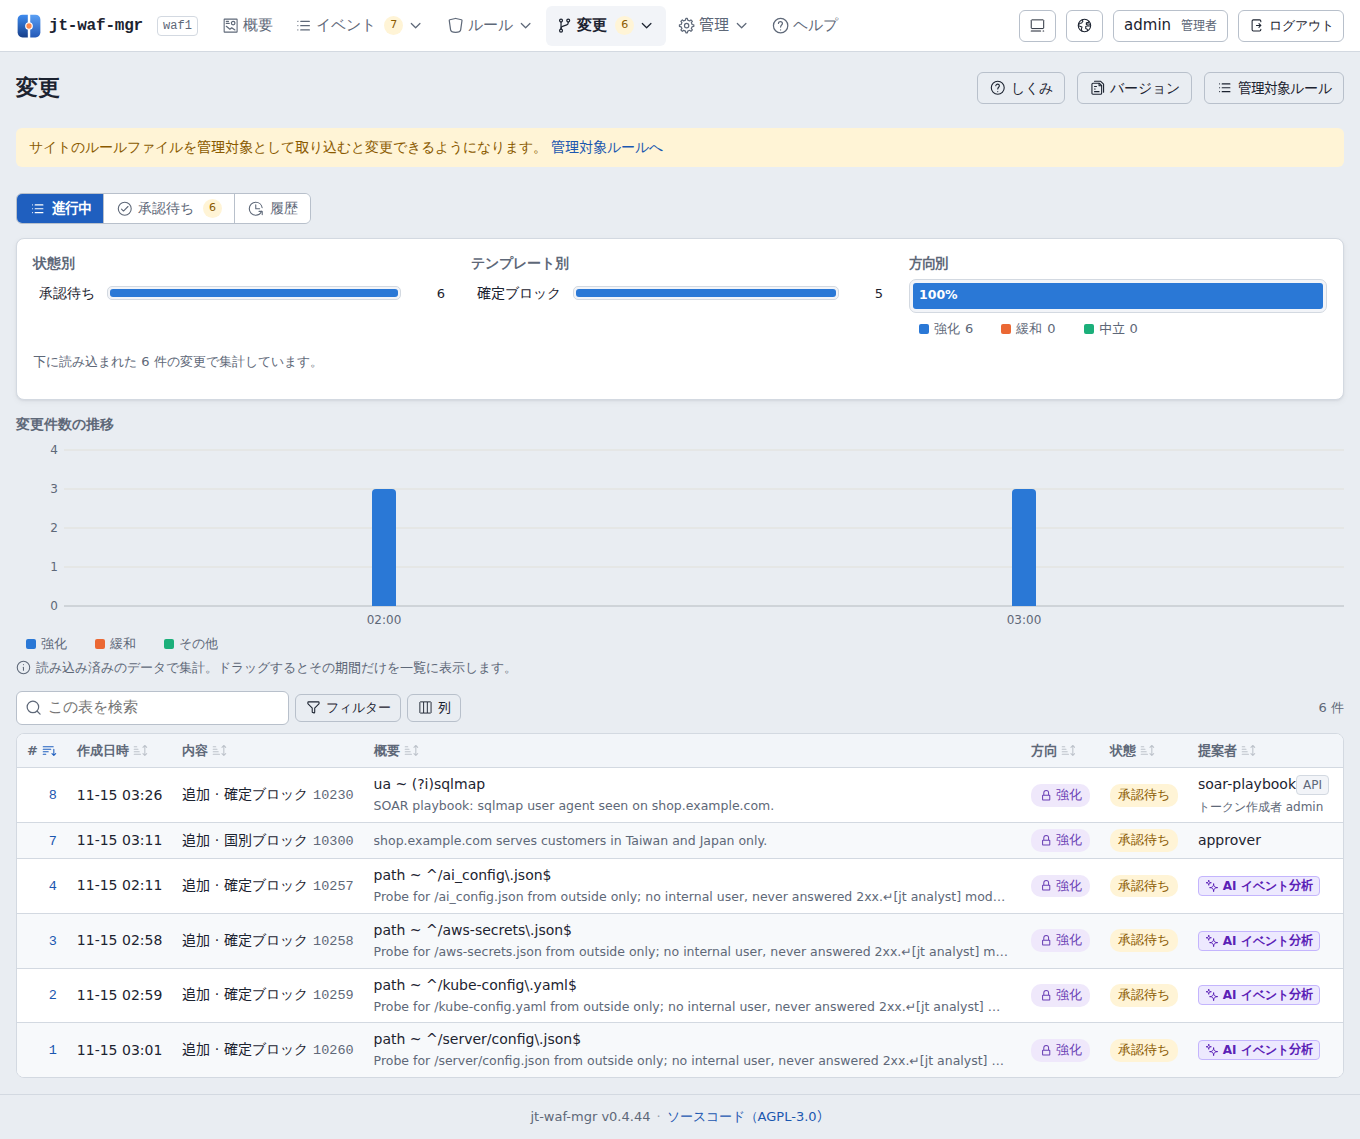 jt-waf-mgr waf1 概要 イベント 7 ルール 変更 6 管理 ヘルプ admin 管理者 ログアウト
変更 しくみ バージョン 管理対象ルール
サイトのルールファイルを管理対象として取り込むと変更できるようになります。 管理対象ルールへ
進行中 承認待ち 6 履歴
状態別 テンプレート別 方向別
承認待ち 6 確定ブロック 5 100%
強化 6 緩和 0 中立 0
下に読み込まれた 6 件の変更で集計しています。
変更件数の推移
4
3
2
1
0
02:00 03:00
強化 緩和 その他
読み込み済みのデータで集計。ドラッグするとその期間だけを一覧に表示します。
この表を検索 フィルター 列 6 件
# 作成日時 内容 概要 方向 状態 提案者
8 11-15 03:26 追加 · 確定ブロック 10230 ua ~ (?i)sqlmap 強化 承認待ち soar-playbook API
SOAR playbook: sqlmap user agent seen on shop.example.com. トークン作成者 admin
7 11-15 03:11 追加 · 国別ブロック 10300 shop.example.com serves customers in Taiwan and Japan only. 強化 承認待ち approver
4 11-15 02:11 追加 · 確定ブロック 10257 path ~ ^/ai_config\.json$ 強化 承認待ち AI イベント分析
Probe for /ai_config.json from outside only; no internal user, never answered 2xx.↵[jt analyst] mod…
3 11-15 02:58 追加 · 確定ブロック 10258 path ~ ^/aws-secrets\.json$ 強化 承認待ち AI イベント分析
Probe for /aws-secrets.json from outside only; no internal user, never answered 2xx.↵[jt analyst] m…
2 11-15 02:59 追加 · 確定ブロック 10259 path ~ ^/kube-config\.yaml$ 強化 承認待ち AI イベント分析
Probe for /kube-config.yaml from outside only; no internal user, never answered 2xx.↵[jt analyst] …
1 11-15 03:01 追加 · 確定ブロック 10260 path ~ ^/server/config\.json$ 強化 承認待ち AI イベント分析
Probe for /server/config.json from outside only; no internal user, never answered 2xx.↵[jt analyst] …
jt-waf-mgr v0.4.44 · ソースコード（AGPL-3.0）